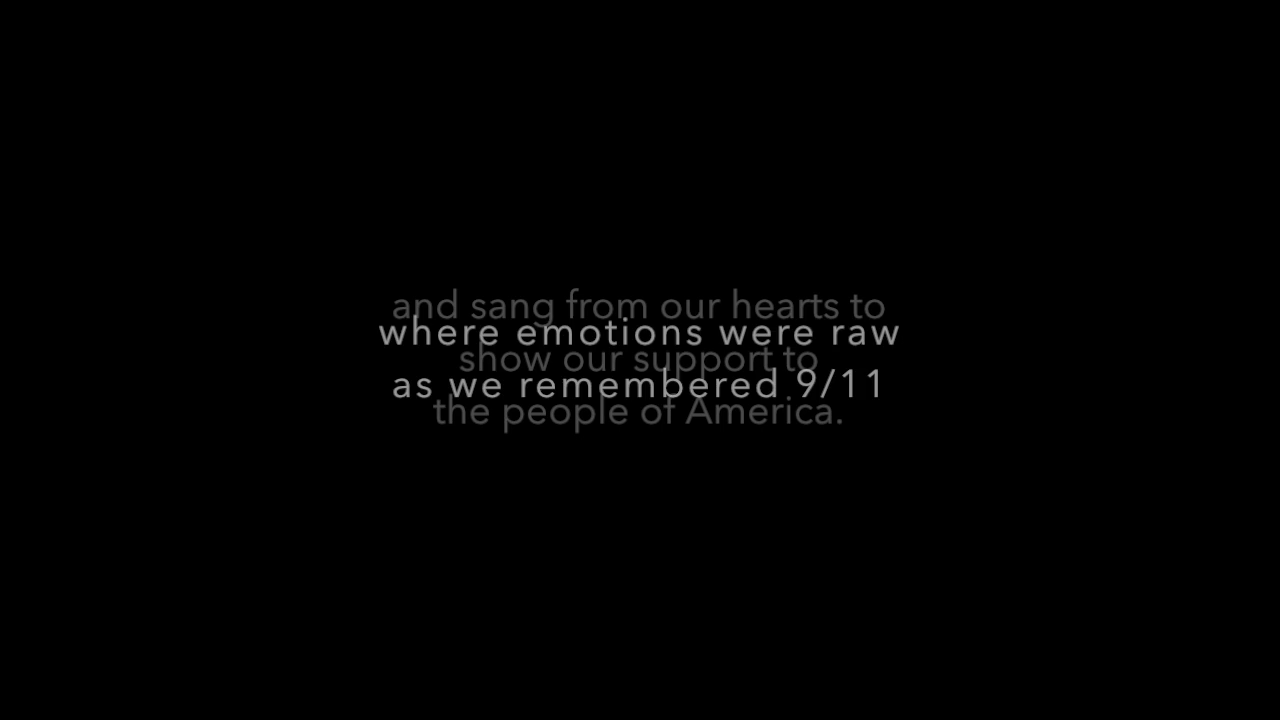 and sang from our hearts to
where emotions were raw
show our support to
as we remembered 9/11
the people of America.